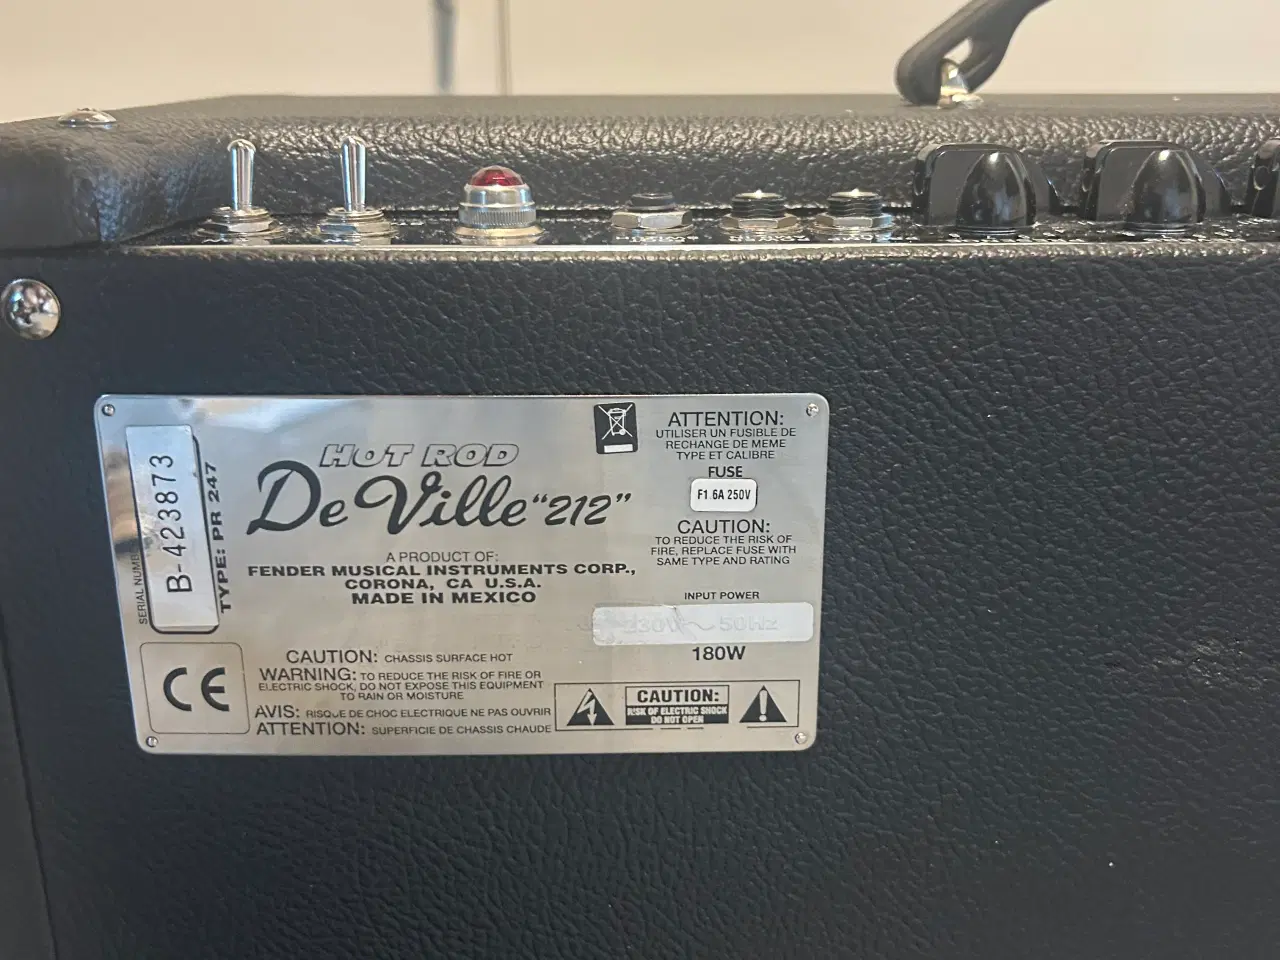 SERIAL NUMBER
B-423873
TYPE: PR 247
HOT ROD
DeVille "212"
A PRODUCT OF:
FENDER MUSICAL INSTRUMENTS CORP.,
CORONA, CA U.S.A.
MADE IN MEXICO
ATTENTION:
UTILISER UN FUSIBLE DE
RECHANGE DE MEME
TYPE ET CALIBRE
FUSE
F1.6A 250V
CAUTION:
TO REDUCE THE RISK OF
FIRE, REPLACE FUSE WITH
SAME TYPE AND RATING
INPUT POWER
230V~ 50Hz
180W
CE
CAUTION: CHASSIS SURFACE HOT
WARNING: TO REDUCE THE RISK OF FIRE OR
ELECTRIC SHOCK, DO NOT EXPOSE THIS EQUIPMENT
TO RAIN OR MOISTURE
AVIS: RISQUE DE CHOC ELECTRIQUE NE PAS OUVRIR
ATTENTION: SUPERFICIE DE CHASSIS CHAUDE
CAUTION:
RISK OF ELECTRIC SHOCK
DO NOT OPEN